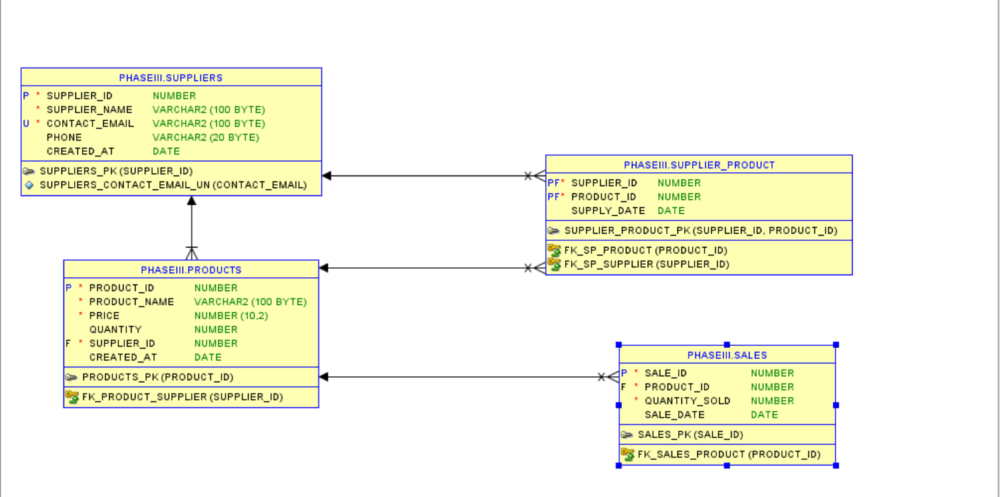 PHASEIII.SUPPLIERS
P * SUPPLIER_ID NUMBER
* SUPPLIER_NAME VARCHAR2 (100 BYTE)
U * CONTACT_EMAIL VARCHAR2 (100 BYTE)
PHONE VARCHAR2 (20 BYTE)
CREATED_AT DATE
SUPPLIERS_PK (SUPPLIER_ID)
SUPPLIERS_CONTACT_EMAIL_UN (CONTACT_EMAIL)
PHASEIII.SUPPLIER_PRODUCT
PF* SUPPLIER_ID NUMBER
PF* PRODUCT_ID NUMBER
SUPPLY_DATE DATE
SUPPLIER_PRODUCT_PK (SUPPLIER_ID, PRODUCT_ID)
FK_SP_PRODUCT (PRODUCT_ID)
FK_SP_SUPPLIER (SUPPLIER_ID)
PHASEIII.PRODUCTS
P * PRODUCT_ID NUMBER
* PRODUCT_NAME VARCHAR2 (100 BYTE)
* PRICE NUMBER (10,2)
QUANTITY NUMBER
F * SUPPLIER_ID NUMBER
CREATED_AT DATE
PRODUCTS_PK (PRODUCT_ID)
FK_PRODUCT_SUPPLIER (SUPPLIER_ID)
PHASEIII.SALES
P * SALE_ID NUMBER
F * PRODUCT_ID NUMBER
* QUANTITY_SOLD NUMBER
SALE_DATE DATE
SALES_PK (SALE_ID)
FK_SALES_PRODUCT (PRODUCT_ID)